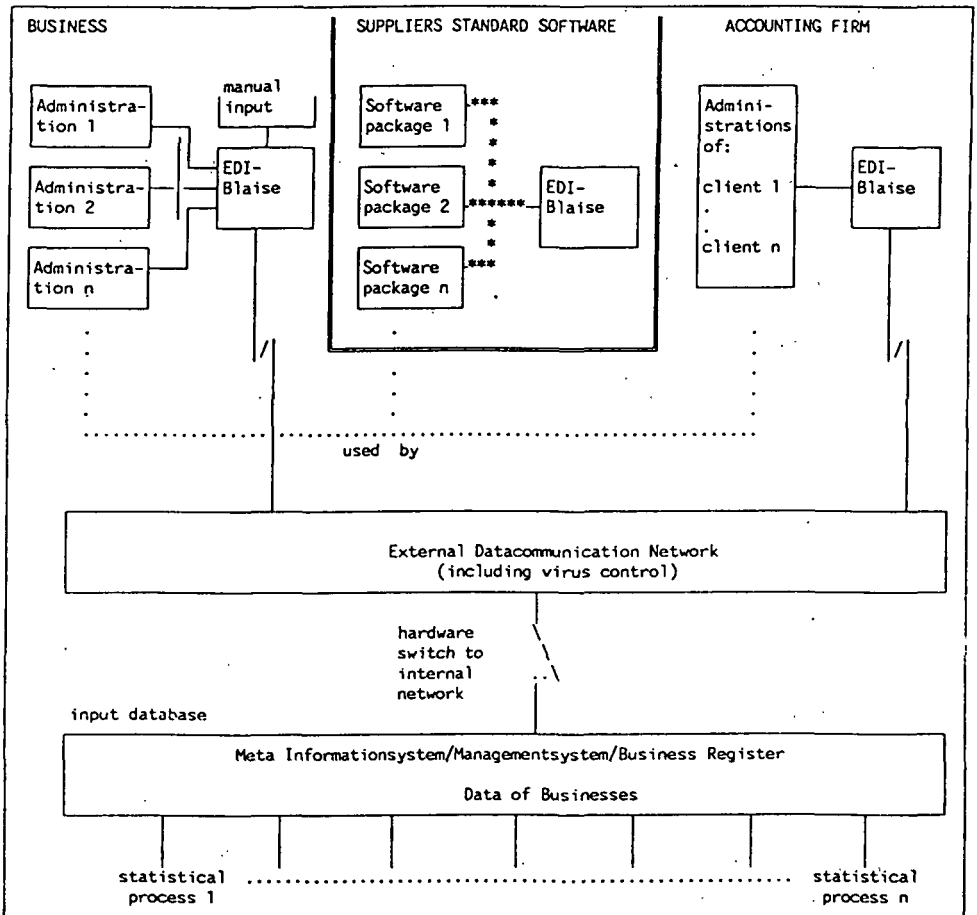 BUSINESS
SUPPLIERS STANDARD SOFTWARE
ACCOUNTING FIRM
Administra-
tion 1
Administra-
tion 2
Administra-
tion n
manual
input
EDI-
Blaise
Software
package 1
Software
package 2
Software
package n
EDI-
Blaise
Admini-
strations
of:
client 1
.
.
client n
EDI-
Blaise
used by
External Datacommunication Network
(including virus control)
hardware
switch to
internal
network
input database
Meta Informationsystem/Managementsystem/Business Register
Data of Businesses
statistical
process 1
statistical
process n